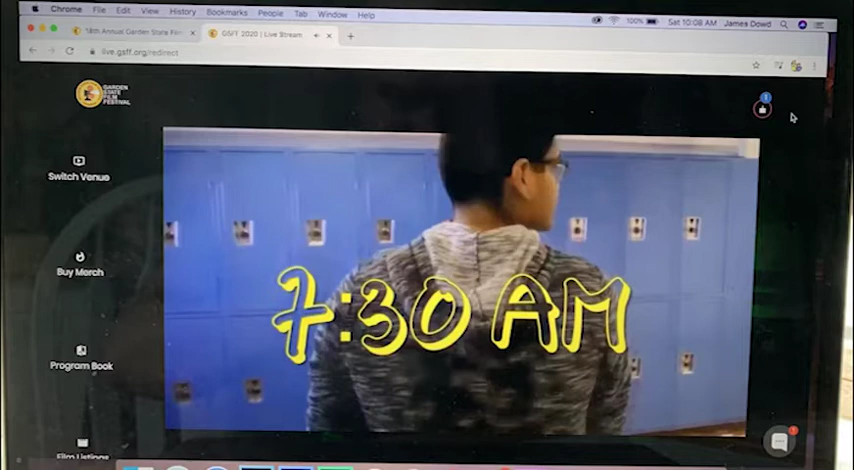 Chrome File Edit View History Bookmarks People Tab Window Help 100% Sat 10:08 AM James Dowd
18th Annual Garden State Film GSFF 2020 | Live Stream
live.gsff.org/redirect
GARDEN
STATE
FILM
FESTIVAL
1
Switch Venue
Buy Merch
7:30 AM
Program Book
Film Listings
1